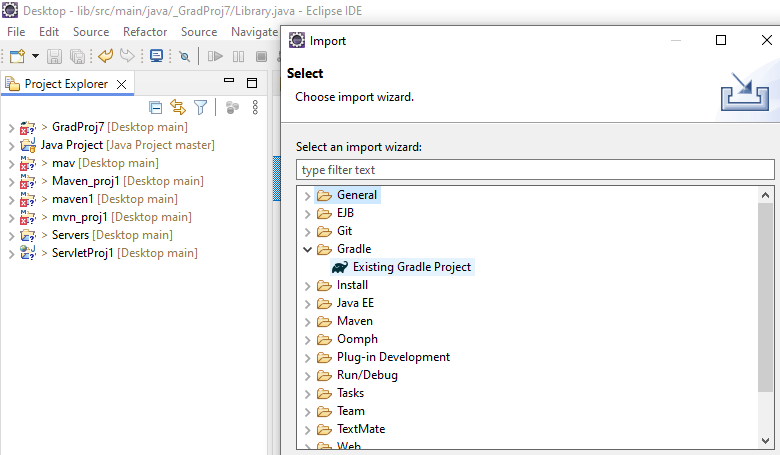 Desktop - lib/src/main/java/_GradProj7/Library.java - Eclipse IDE
File Edit Source Refactor Source Navigate
Project Explorer
> GradProj7 [Desktop main]
Java Project [Java Project master]
> mav [Desktop main]
> Maven_proj1 [Desktop main]
> maven1 [Desktop main]
> mvn_proj1 [Desktop main]
> Servers [Desktop main]
> ServletProj1 [Desktop main]
Import
Select
Choose import wizard.
Select an import wizard:
type filter text
General
EJB
Git
Gradle
Existing Gradle Project
Install
Java EE
Maven
Oomph
Plug-in Development
Run/Debug
Tasks
Team
TextMate
Web